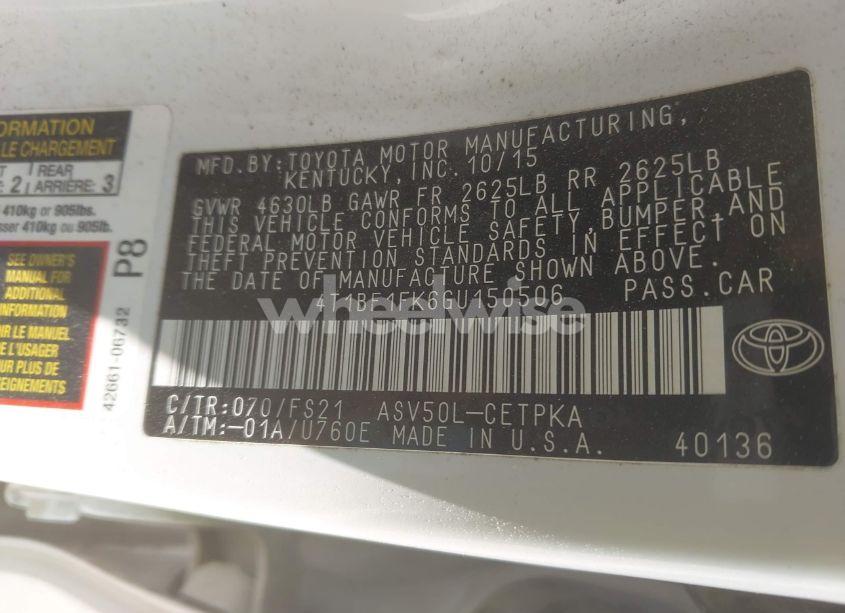 ORMATION
LE CHARGEMENT
REAR
: 2 ARRIÈRE: 3
410kg or 905lbs.
sser 410kg ou 905lb.
SEE OWNER'S
MANUAL FOR
ADDITIONAL
INFORMATION
OIR LE MANUEL
E L'USAGER
OUR PLUS DE
SEIGNEMENTS
P8
42661-06732
MFD.BY:TOYOTA MOTOR MANUFACTURING,
KENTUCKY, INC. 10/15
GVWR 4630LB GAWR FR 2625LB RR 2625LB
THIS VEHICLE CONFORMS TO ALL APPLICABLE
FEDERAL MOTOR VEHICLE SAFETY,BUMPER,AND
THEFT PREVENTION STANDARDS IN EFFECT ON
THE DATE OF MANUFACTURE SHOWN ABOVE.
4T1BF1FK6GU150506 PASS.CAR
wheelwise
C/TR:070/FS21 ASV50L-CETPKA
A/TM:-01A/U760E MADE IN U.S.A. 40136